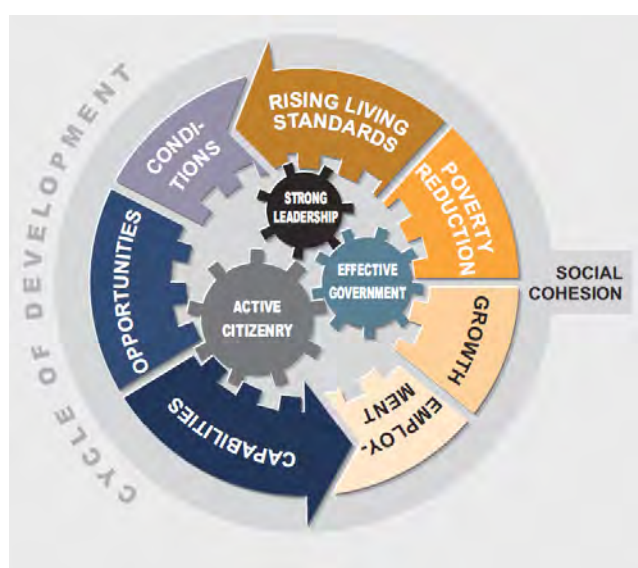 CYCLE OF DEVELOPMENT
RISING LIVING
STANDARDS
POVERTY
REDUCTION
SOCIAL
COHESION
GROWTH
EMPLOY-
MENT
CAPABILITIES
OPPORTUNITIES
CONDI-
TIONS
STRONG
LEADERSHIP
EFFECTIVE
GOVERNMENT
ACTIVE
CITIZENRY